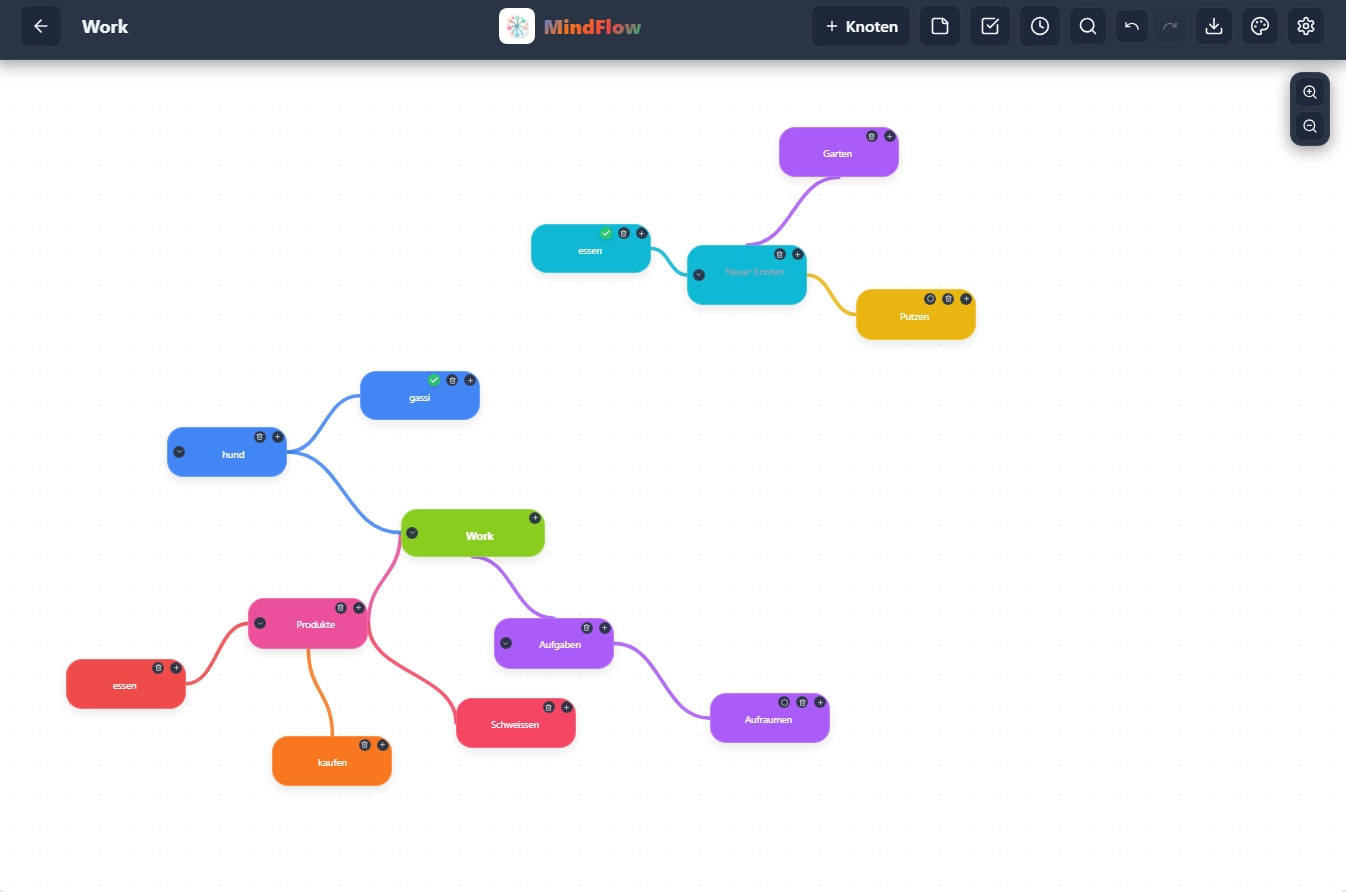 Work
MindFlow
+ Knoten
Garten
essen
Neuer Knoten
Putzen
gassi
hund
Work
Produkte
Aufgaben
essen
Schweissen
Aufraumen
kaufen